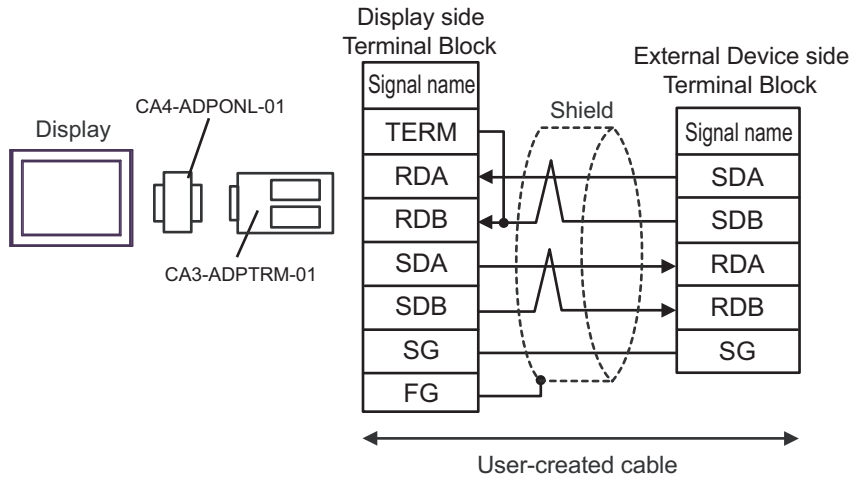 Display side
Terminal Block
External Device side
Terminal Block
CA4-ADPONL-01
Display
CA3-ADPTRM-01
Signal name
TERM
RDA
RDB
SDA
SDB
SG
FG
Shield
Signal name
SDA
SDB
RDA
RDB
SG
User-created cable